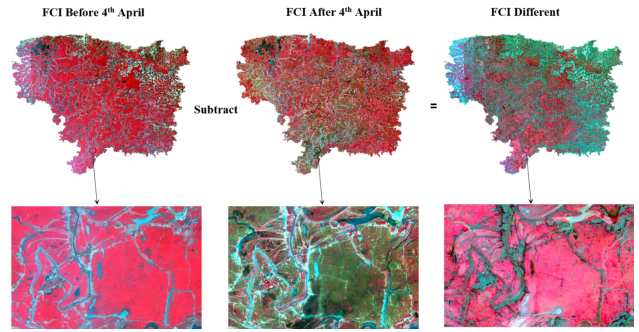 FCI Before 4th April
FCI After 4th April
FCI Different
Subtract
=